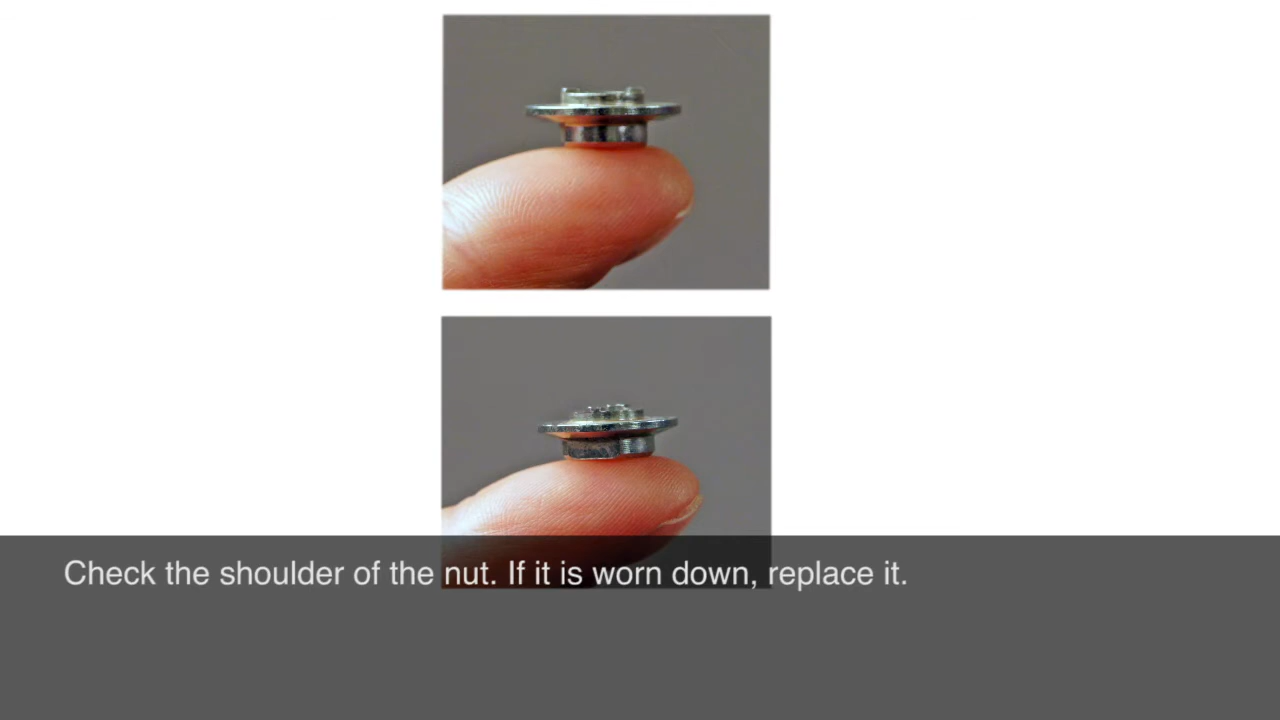 Check the shoulder of the nut. If it is worn down, replace it.